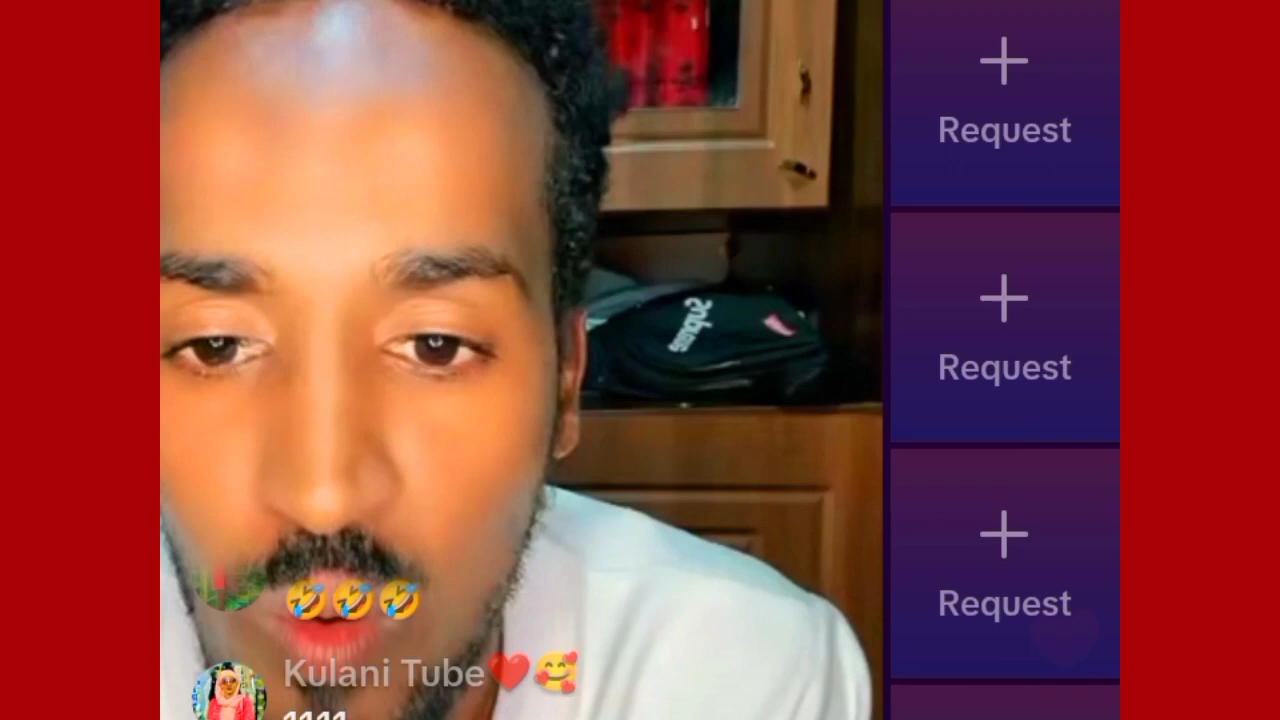 Request
Request
Request
🤣🤣🤣
Kulani Tube❤️🥰